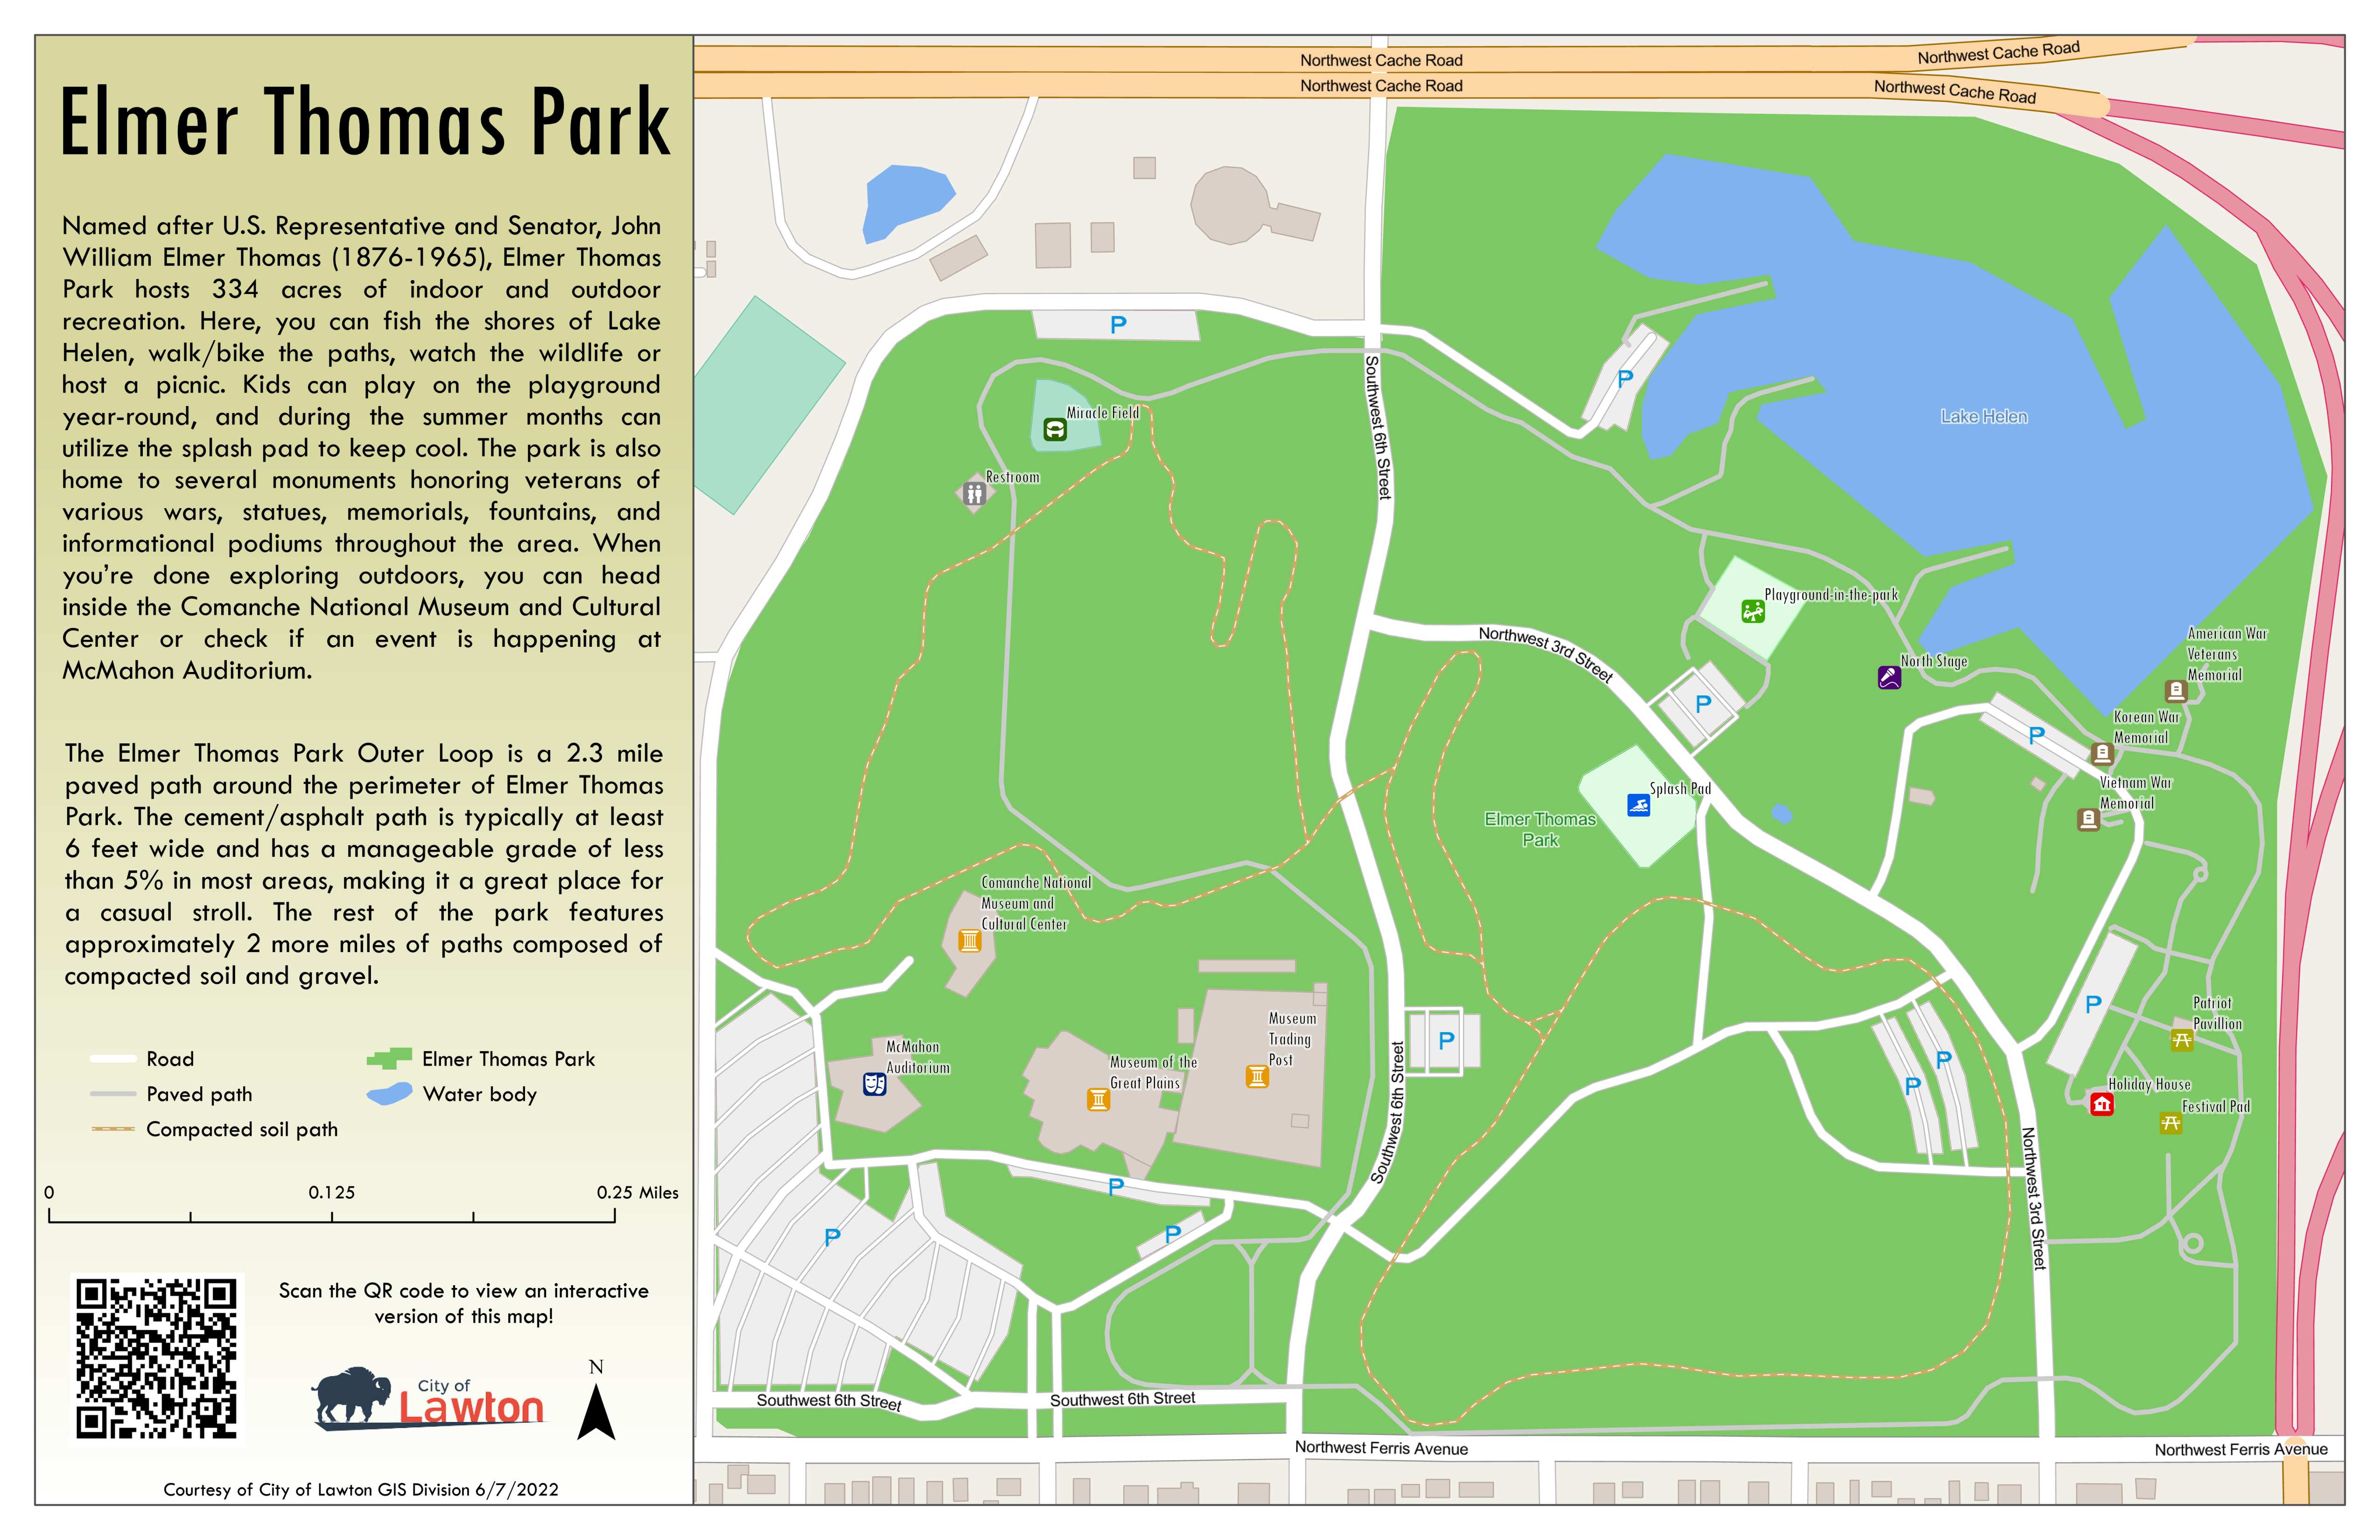 Elmer Thomas Park
Named after U.S. Representative and Senator, John
William Elmer Thomas (1876-1965), Elmer Thomas
Park hosts 334 acres of indoor and outdoor
recreation. Here, you can fish the shores of Lake
Helen, walk/bike the paths, watch the wildlife or
host a picnic. Kids can play on the playground
year-round, and during the summer months can
utilize the splash pad to keep cool. The park is also
home to several monuments honoring veterans of
various wars, statues, memorials, fountains, and
informational podiums throughout the area. When
you're done exploring outdoors, you can head
inside the Comanche National Museum and Cultural
Center or check if an event is happening at
McMahon Auditorium.
The Elmer Thomas Park Outer Loop is a 2.3 mile
paved path around the perimeter of Elmer Thomas
Park. The cement/asphalt path is typically at least
6 feet wide and has a manageable grade of less
than 5% in most areas, making it a great place for
a casual stroll. The rest of the park features
approximately 2 more miles of paths composed of
compacted soil and gravel.
Road
Paved path
Compacted soil path
Elmer Thomas Park
Water body
0 0.125 0.25 Miles
Scan the QR code to view an interactive
version of this map!
City of
Lawton
N
Courtesy of City of Lawton GIS Division 6/7/2022
Northwest Cache Road
Northwest Cache Road
Northwest Cache Road
Northwest Cache Road
P
Miracle Field
Restroom
Southwest 6th Street
P
Lake Helen
Northwest 3rd Street
Playground-in-the-park
North Stage
P
American War
Veterans
Memorial
Korean War
Memorial
P
Vietnam War
Memorial
Splash Pad
Elmer Thomas
Park
Comanche National
Museum and
Cultural Center
McMahon
Auditorium
Museum of the
Great Plains
Museum
Trading
Post
P
Southwest 6th Street
P
P
P
Patriot
Pavillion
Holiday House
Festival Pad
Northwest 3rd Street
P
P
P
Southwest 6th Street
Southwest 6th Street
Northwest Ferris Avenue
Northwest Ferris Avenue